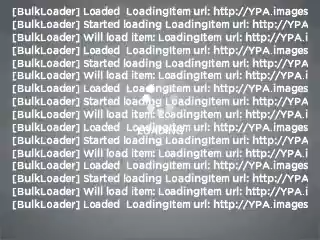 [BulkLoader] Loaded  LoadingItem url: http://YPA.images
[BulkLoader] Started loading LoadingItem url: http://YPA
[BulkLoader] Will load item: LoadingItem url: http://YPA.i
[BulkLoader] Loaded  LoadingItem url: http://YPA.images
[BulkLoader] Started loading LoadingItem url: http://YPA
[BulkLoader] Will load item: LoadingItem url: http://YPA.i
[BulkLoader] Loaded  LoadingItem url: http://YPA.images
[BulkLoader] Started loading LoadingItem url: http://YPA
[BulkLoader] Will load item: LoadingItem url: http://YPA.i
[BulkLoader] Loaded  LoadingItem url: http://YPA.images
LOADING
[BulkLoader] Started loading LoadingItem url: http://YPA
[BulkLoader] Will load item: LoadingItem url: http://YPA.i
[BulkLoader] Loaded  LoadingItem url: http://YPA.images
[BulkLoader] Started loading LoadingItem url: http://YPA
[BulkLoader] Will load item: LoadingItem url: http://YPA.i
[BulkLoader] Loaded  LoadingItem url: http://YPA.images